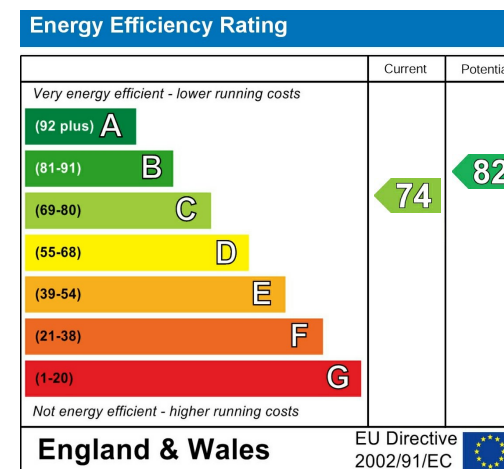 Energy Efficiency Rating
Current Potentia
Very energy efficient - lower running costs
(92 plus) A
(81-91) B
82
(69-80) C
74
(55-68) D
(39-54) E
(21-38) F
(1-20) G
Not energy efficient - higher running costs
England & Wales
EU Directive
2002/91/EC